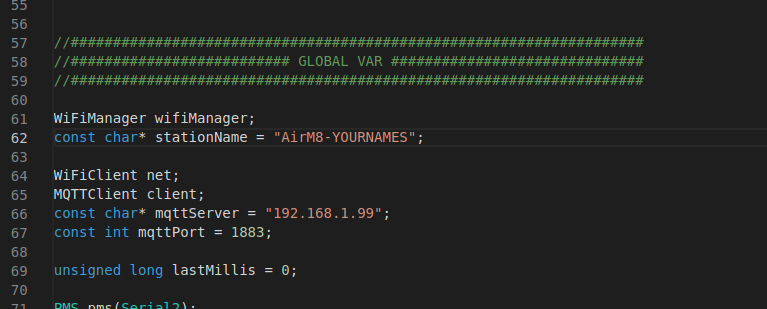 55
56
57 //####################################################################
58 //########################## GLOBAL VAR ##############################
59 //####################################################################
60
61 WiFiManager wifiManager;
62 const char* stationName = "AirM8-YOURNAMES";
63
64 WiFiClient net;
65 MQTTClient client;
66 const char* mqttServer = "192.168.1.99";
67 const int mqttPort = 1883;
68
69 unsigned long lastMillis = 0;
70
71 PMS pms(Serial2);